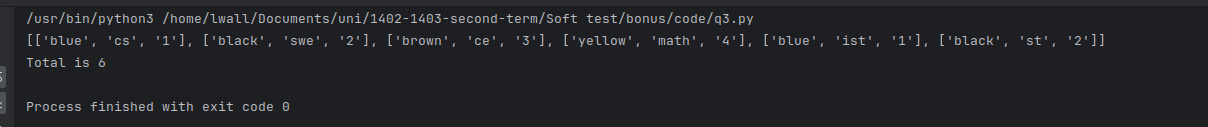 /usr/bin/python3 /home/lwall/Documents/uni/1402-1403-second-term/Soft test/bonus/code/q3.py
[['blue', 'cs', '1'], ['black', 'swe', '2'], ['brown', 'ce', '3'], ['yellow', 'math', '4'], ['blue', 'ist', '1'], ['black', 'st', '2']]
Total is 6
Process finished with exit code 0